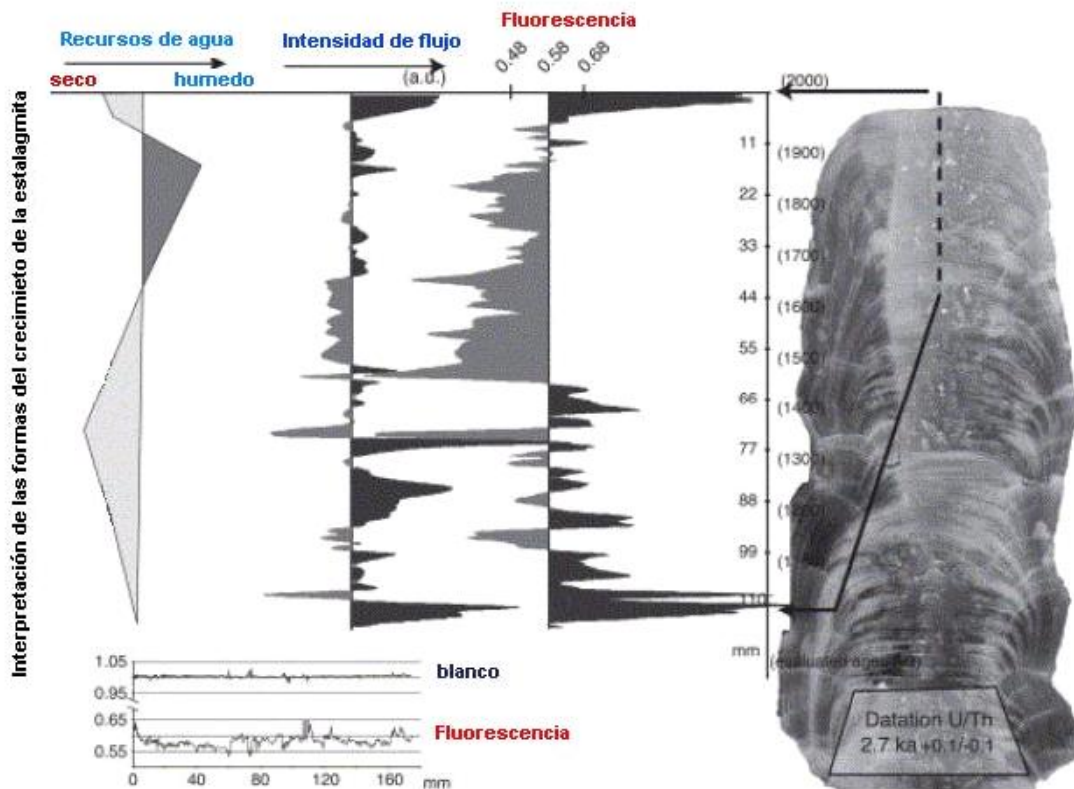 Interpretación de las formas del crecimieto de la estalagmita
Recursos de agua
seco
humedo
Intensidad de flujo
(a.u.)
Fluorescencia
0.48
0.58
0.68
(2000)
11
(1900)
22
(1800)
33
(1700)
44
(1600)
55
(1500)
66
(1400)
77
(1300)
88
(1200)
99
110
mm
Datation U/Th
2.7 ka +0.1/-0.1
1.05
0.95
blanco
0.65
0.55
Fluorescencia
0
40
80
120
160
mm